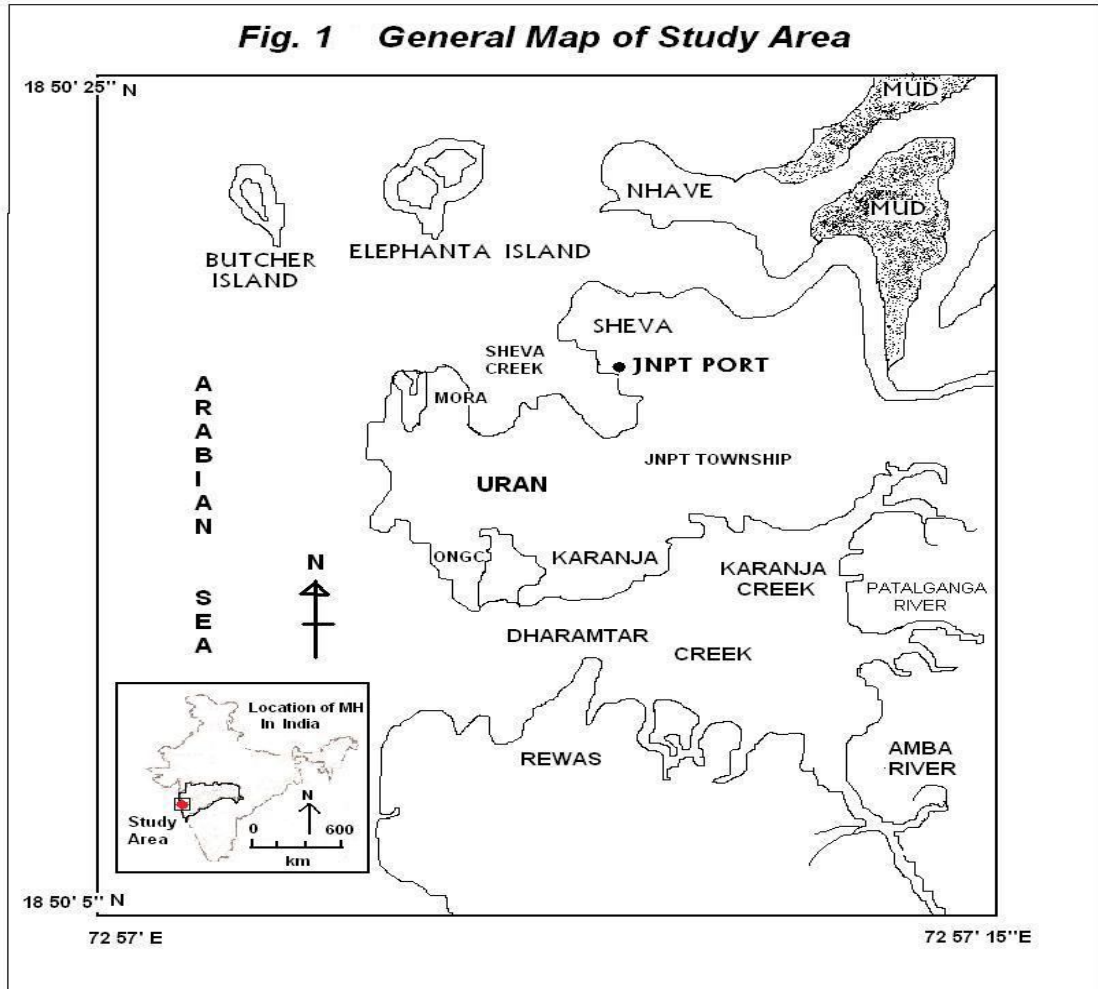 Fig. 1 General Map of Study Area
18 50' 25" N
MUD
NHAVE
MUD
BUTCHER
ISLAND
ELEPHANTA ISLAND
SHEVA
SHEVA
CREEK
JNPT PORT
MORA
ARABIAN SEA
JNPT TOWNSHIP
URAN
ONGC
KARANJA
KARANJA
CREEK
PATALGANGA
RIVER
N
DHARAMTAR
CREEK
REWAS
AMBA
RIVER
Location of MH
In India
N
Study
Area
0 600
km
18 50' 5" N
72 57' E
72 57' 15"E